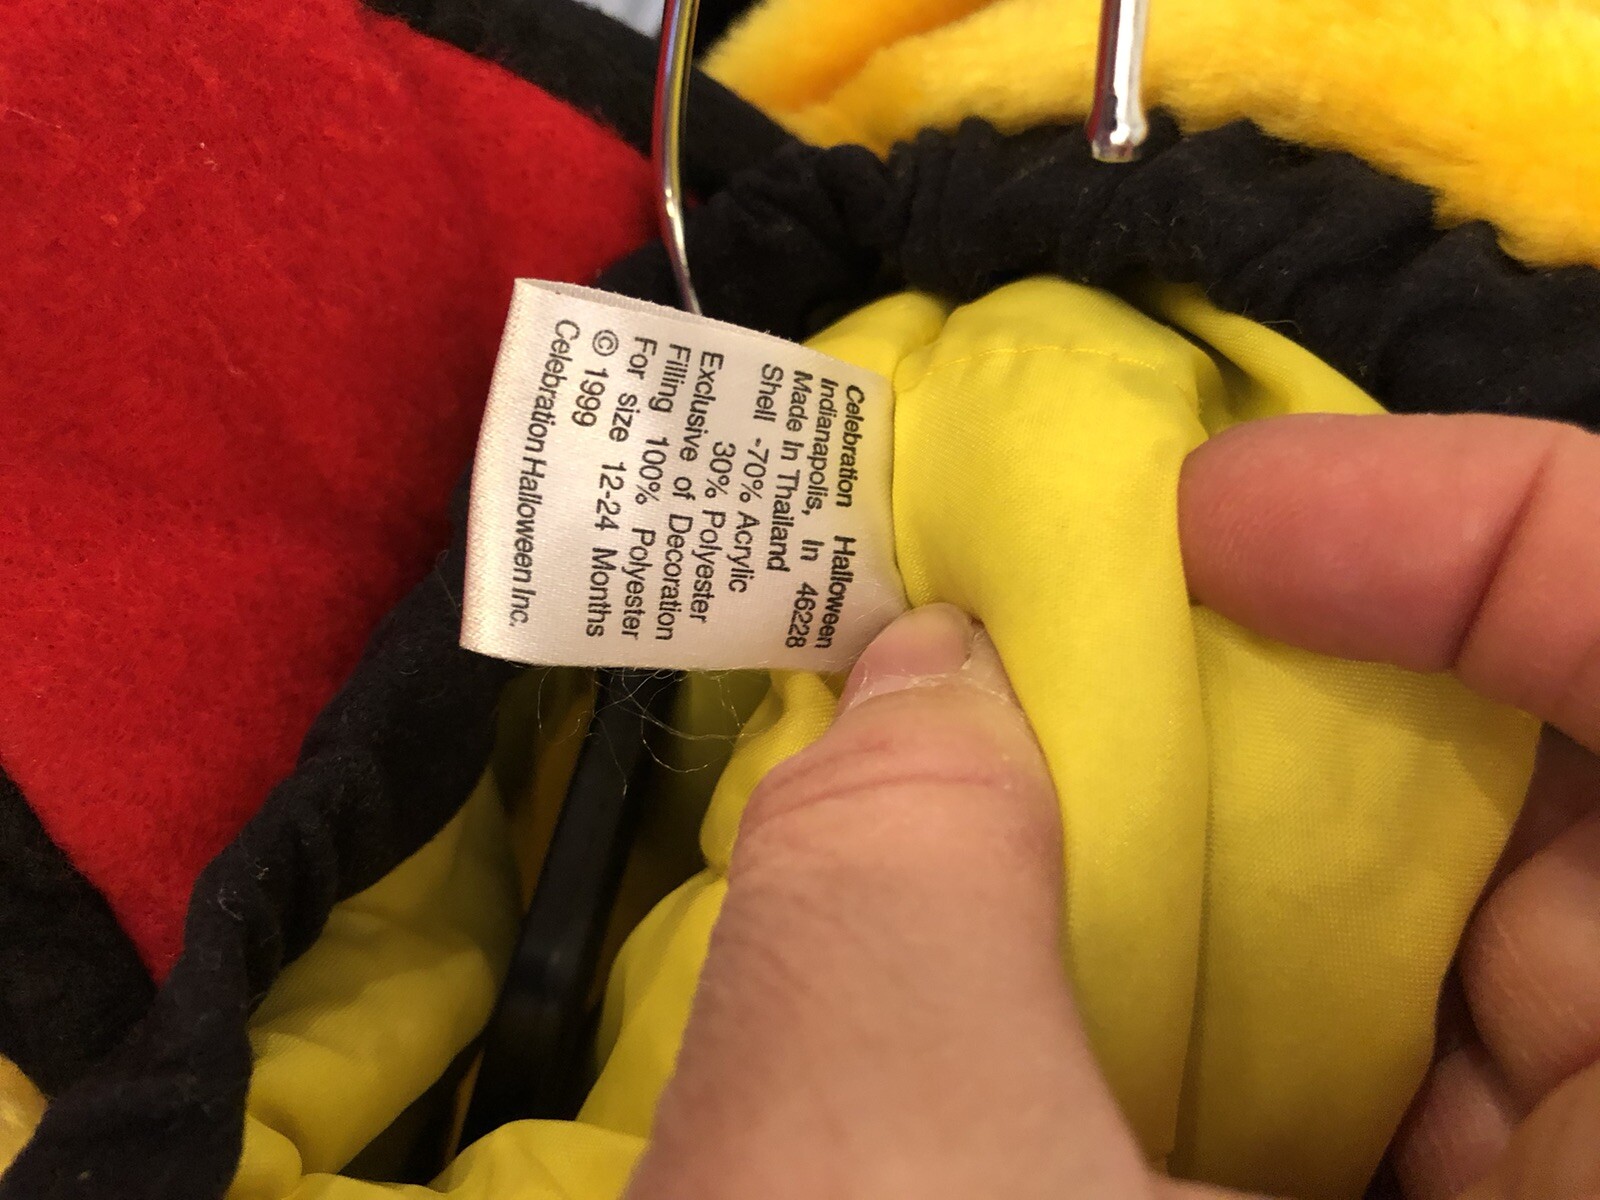 Celebration Halloween
Indianapolis, In 46228
Made In Thailand
Shell -70% Acrylic
30% Polyester
Exclusive of Decoration
Filling 100% Polyester
For size 12-24 Months
© 1999
Celebration Halloween Inc.